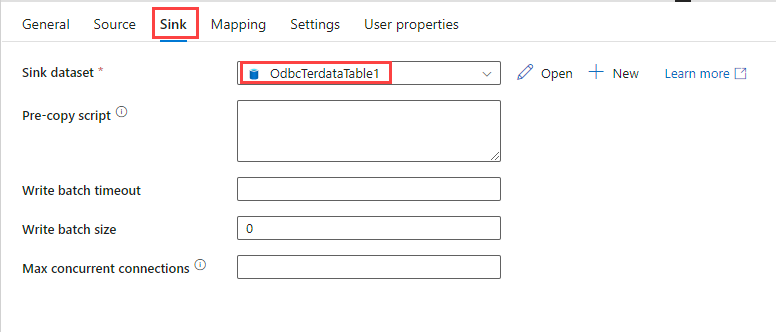 General Source Sink Mapping Settings User properties
Sink dataset * OdbcTerdataTable1 Open New Learn more
Pre-copy script
Write batch timeout
Write batch size 0
Max concurrent connections